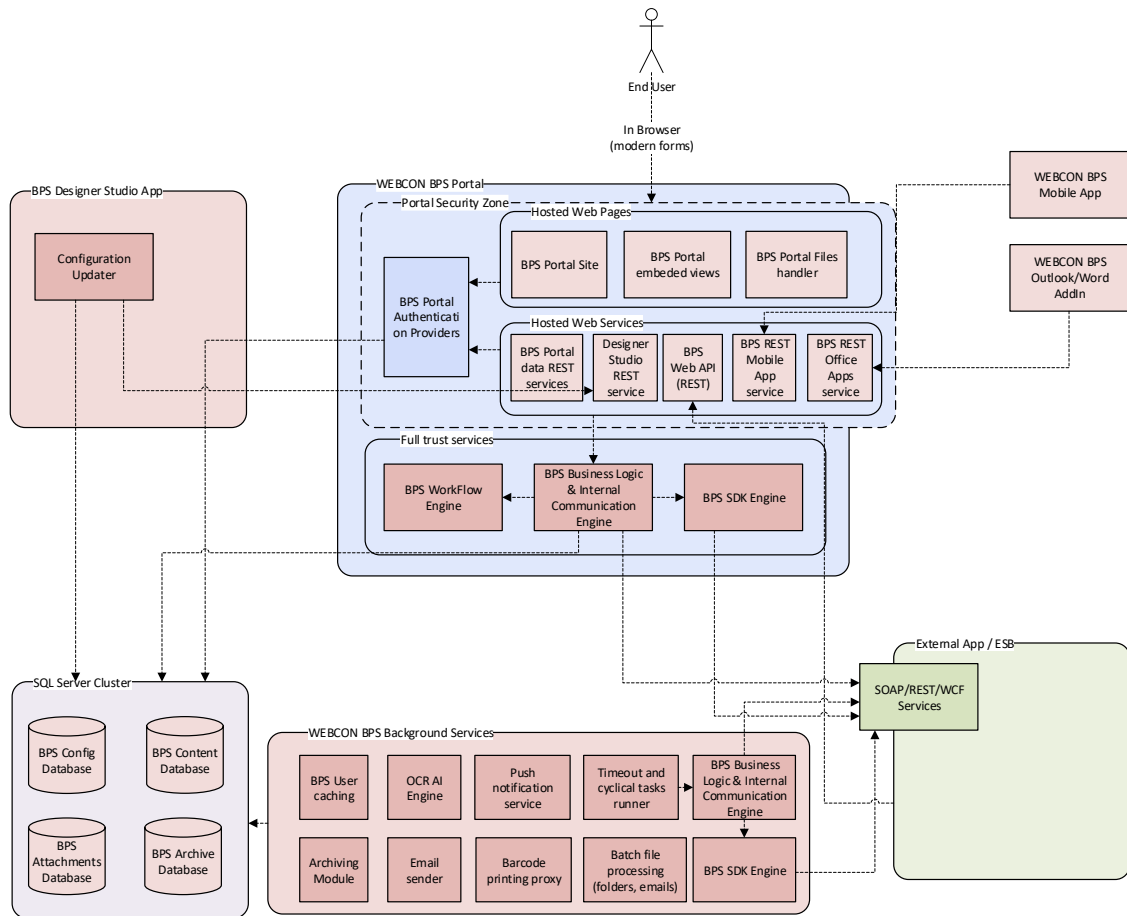 End User
In Browser
(modern forms)
BPS Designer Studio App
Configuration
Updater
WEBCON BPS Portal
Portal Security Zone
Hosted Web Pages
BPS Portal Site
BPS Portal
embeded views
BPS Portal Files
handler
BPS Portal
Authenticati
on Providers
Hosted Web Services
BPS Portal
data REST
services
Designer
Studio
REST
service
BPS
Web API
(REST)
BPS REST
Mobile
App
service
BPS REST
Office
Apps
service
WEBCON BPS
Mobile App
WEBCON BPS
Outlook/Word
AddIn
Full trust services
BPS WorkFlow
Engine
BPS Business Logic
& Internal
Communication
Engine
BPS SDK Engine
External App / ESB
SOAP/REST/WCF
Services
SQL Server Cluster
BPS Config
Database
BPS Content
Database
BPS
Attachments
Database
BPS Archive
Database
WEBCON BPS Background Services
BPS User
caching
OCR AI
Engine
Push
notification
service
Timeout and
cyclical tasks
runner
BPS Business
Logic & Internal
Communication
Engine
Archiving
Module
Email
sender
Barcode
printing proxy
Batch file
processing
(folders, emails)
BPS SDK Engine